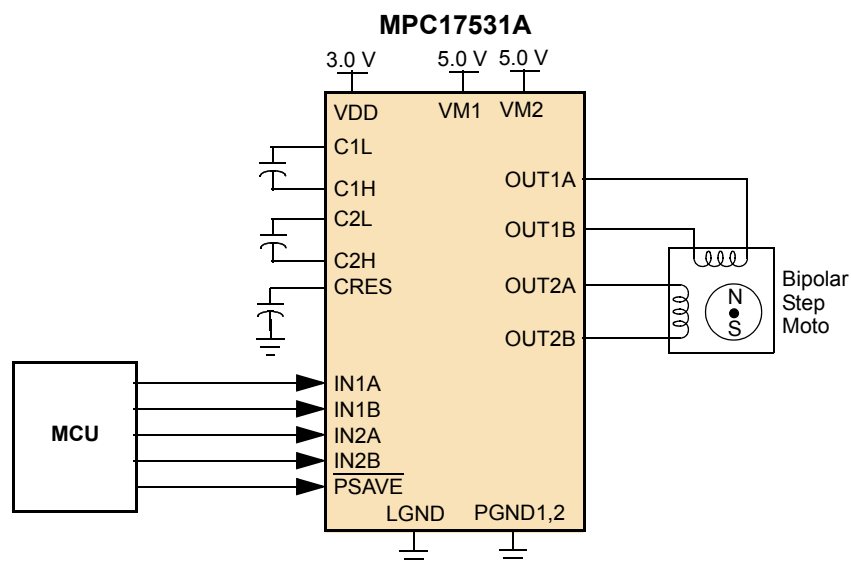 MPC17531A
3.0 V
5.0 V
5.0 V
VDD
VM1
VM2
C1L
C1H
C2L
C2H
CRES
OUT1A
OUT1B
OUT2A
OUT2B
N
S
Bipolar
Step
Moto
MCU
IN1A
IN1B
IN2A
IN2B
PSAVE
LGND
PGND1,2